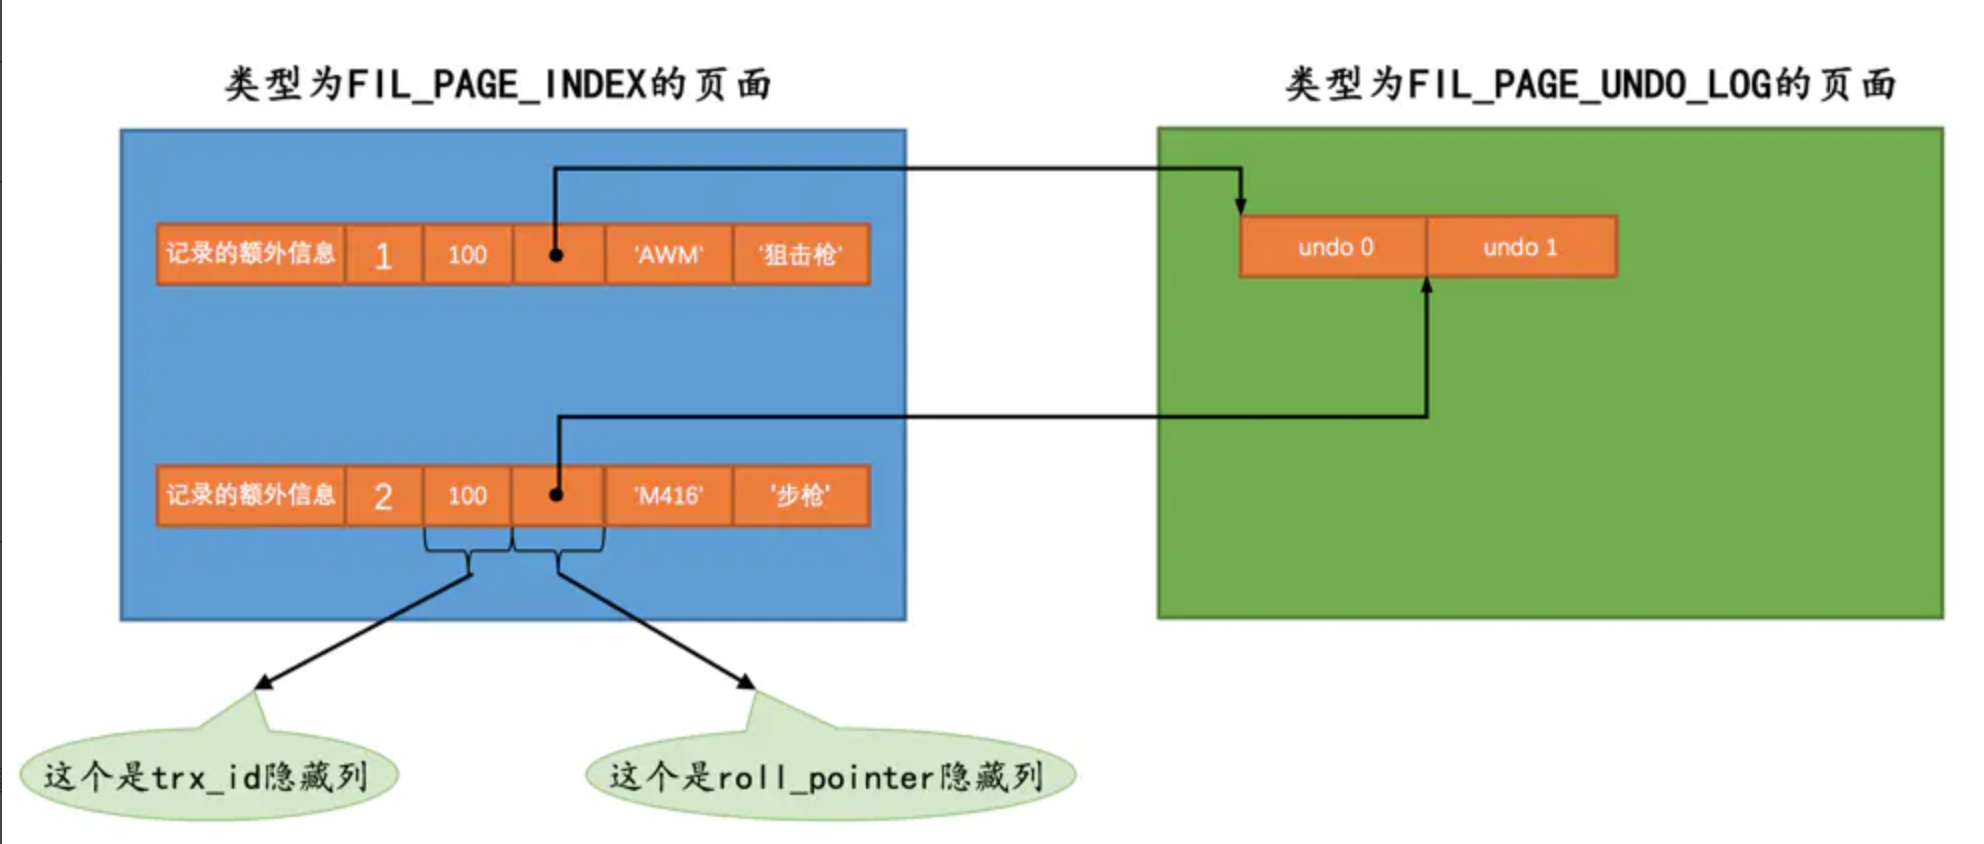 类型为FIL_PAGE_INDEX的页面
类型为FIL_PAGE_UNDO_LOG的页面
记录的额外信息 1 100 'AWM' '狙击枪'
undo 0 undo 1
记录的额外信息 2 100 'M416' '步枪'
这个是trx_id隐藏列
这个是roll_pointer隐藏列